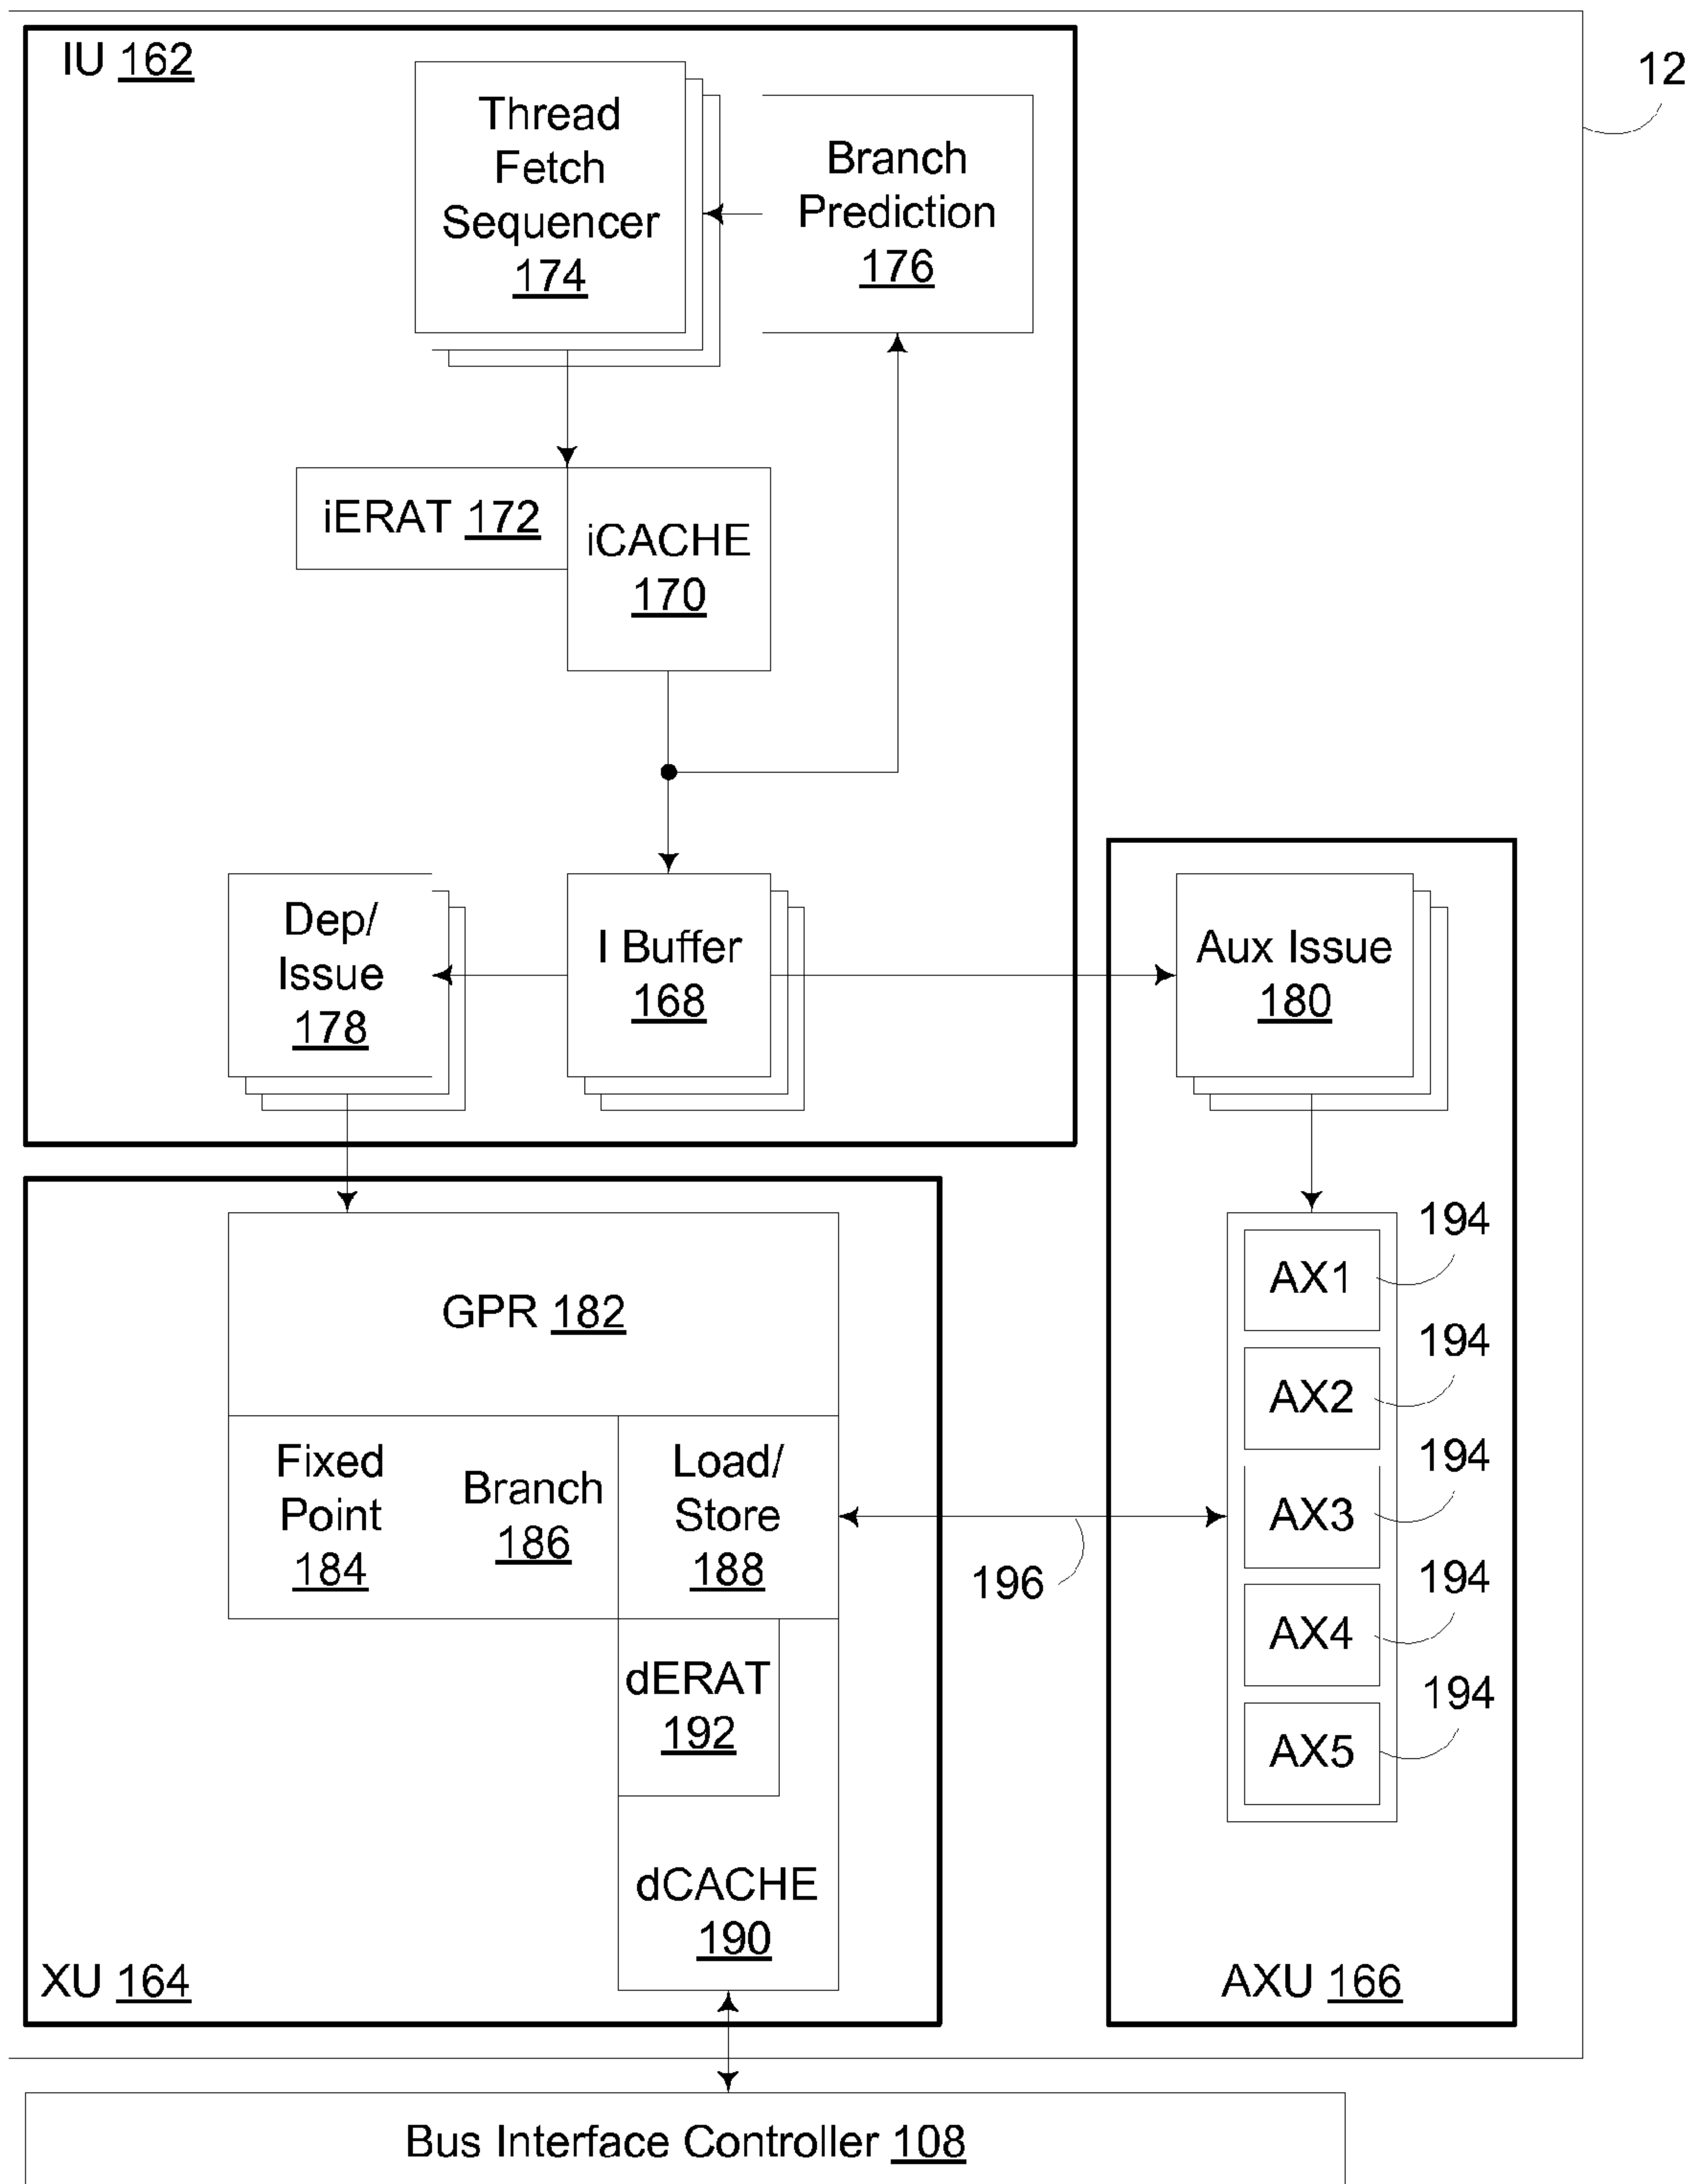 IU 162
12
Thread
Fetch
Sequencer
174
Branch
Prediction
176
iERAT 172
iCACHE
170
Dep/
Issue
178
I Buffer
168
Aux Issue
180
GPR 182
Fixed
Point
184
Branch
186
Load/
Store
188
dERAT
192
dCACHE
190
XU 164
196
AX1
194
AX2
194
AX3
194
AX4
194
AX5
194
AXU 166
Bus Interface Controller 108